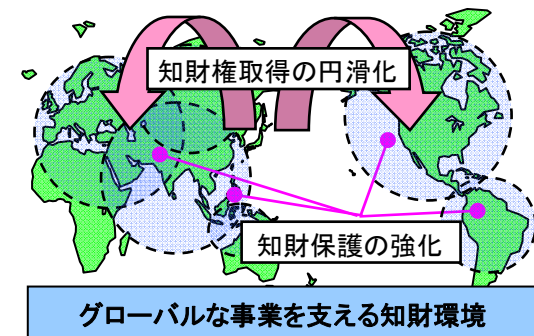 知財権取得の円滑化
知財保護の強化
グローバルな事業を支える知財環境